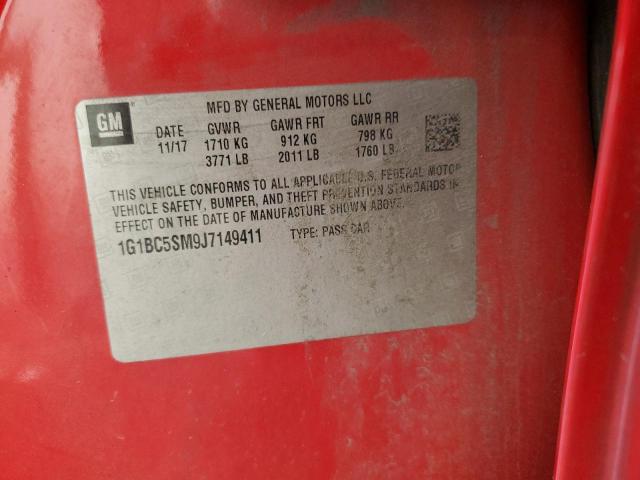 GM
MFD BY GENERAL MOTORS LLC
DATE GVWR GAWR FRT GAWR RR
11/17 1710 KG 912 KG 798 KG
3771 LB 2011 LB 1760 LB
THIS VEHICLE CONFORMS TO ALL APPLICABLE U.S. FEDERAL MOTOR
VEHICLE SAFETY, BUMPER, AND THEFT PREVENTION STANDARDS IN
EFFECT ON THE DATE OF MANUFACTURE SHOWN ABOVE.
1G1BC5SM9J7149411 TYPE: PASS CAR